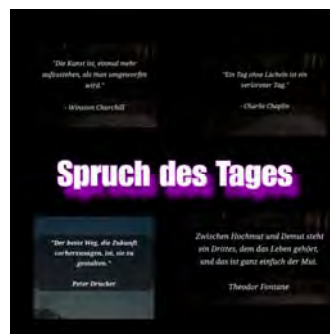 "Die Kunst ist, einmal mehr
aufzustehen, als man umgeworfen
wird."
- Winston Churchill
"Ein Tag ohne Lächeln ist ein
verlorener Tag."
- Charlie Chaplin
Spruch des Tages
"Der beste Weg, die Zukunft
vorherzusagen, ist, sie zu
gestalten."
Peter Drucker
Zwischen Hochmut und Demut steht
ein Drittes, dem das Leben gehört,
und das ist ganz einfach der Mut.
Theodor Fontane